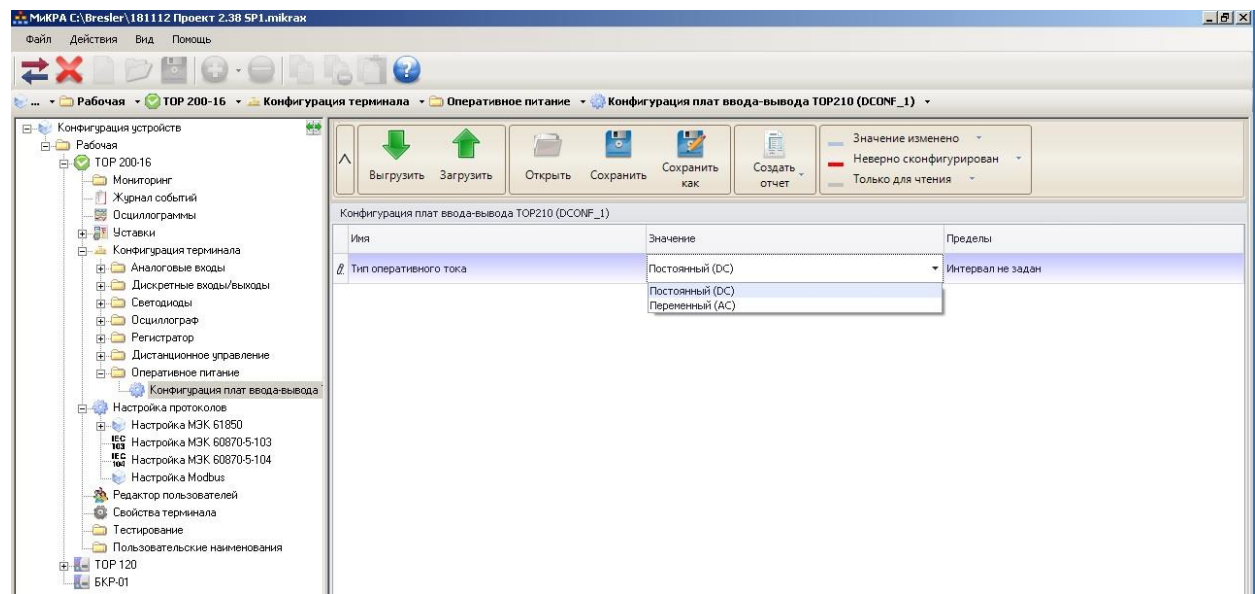 МиКРА C:\Bresler\181112 Проект 2.38 SP1.mikrax
Файл Действия Вид Помощь
... Рабочая ТОР 200-16 Конфигурация терминала Оперативное питание Конфигурация плат ввода-вывода ТОР210 (DCONF_1)
Конфигурация устройств
Рабочая
ТОР 200-16
Мониторинг
Журнал событий
Осциллограммы
Уставки
Конфигурация терминала
Аналоговые входы
Дискретные входы/выходы
Светодиоды
Осциллограф
Регистратор
Дистанционное управление
Оперативное питание
Конфигурация плат ввода-вывода
Настройка протоколов
Настройка МЭК 61850
IEC 103 Настройка МЭК 60870-5-103
IEC 104 Настройка МЭК 60870-5-104
Настройка Modbus
Редактор пользователей
Свойства терминала
Тестирование
Пользовательские наименования
ТОР 120
БКР-01
Выгрузить Загрузить Открыть Сохранить Сохранить как Создать отчет
Значение изменено
Неверно сконфигурирован
Только для чтения
Конфигурация плат ввода-вывода ТОР210 (DCONF_1)
Имя Значение Пределы
Тип оперативного тока Постоянный (DC) Интервал не задан
Постоянный (DC)
Переменный (AC)